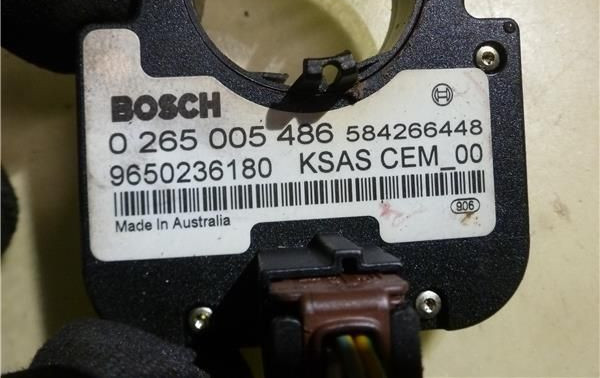 BOSCH
0 265 005 486 584266448
9650236180 KSAS CEM_00
Made In Australia
906